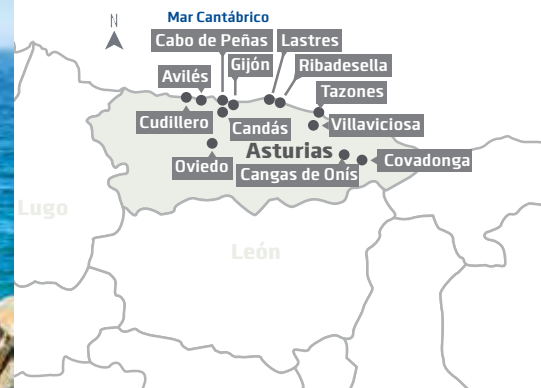 N
Mar Cantábrico
Cabo de Peñas
Lastres
Gijón
Ribadesella
Avilés
Tazones
Cudillero
Candás
Villaviciosa
Asturias
Oviedo
Covadonga
Cangas de Onís
Lugo
León